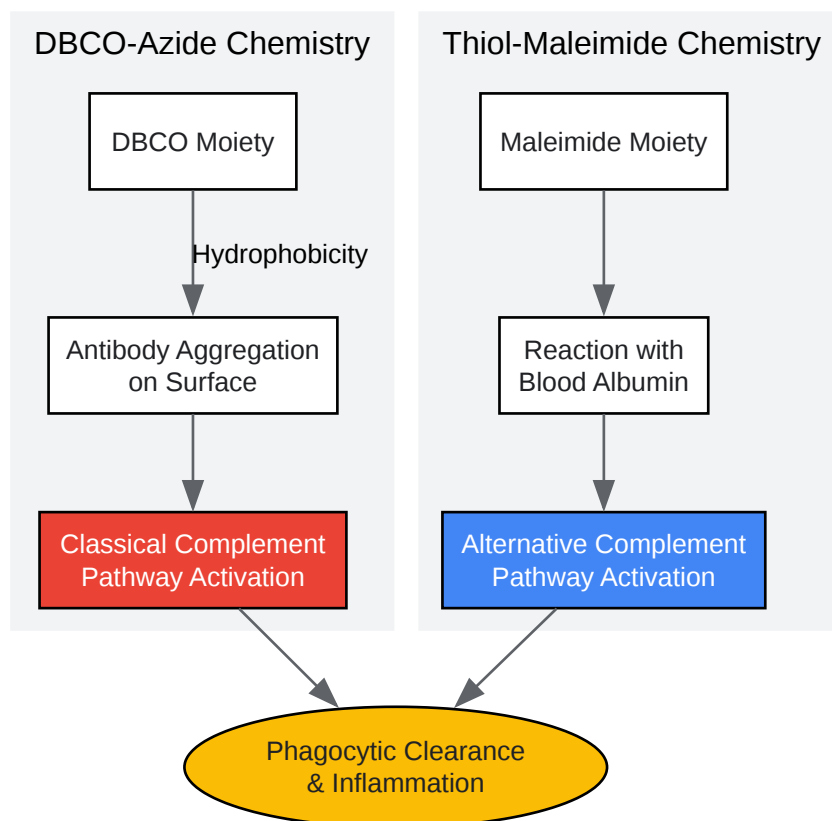 DBCO-Azide Chemistry
DBCO Moiety
Hydrophobicity
Antibody Aggregation
on Surface
Classical Complement
Pathway Activation
Thiol-Maleimide Chemistry
Maleimide Moiety
Reaction with
Blood Albumin
Alternative Complement
Pathway Activation
Phagocytic Clearance
& Inflammation